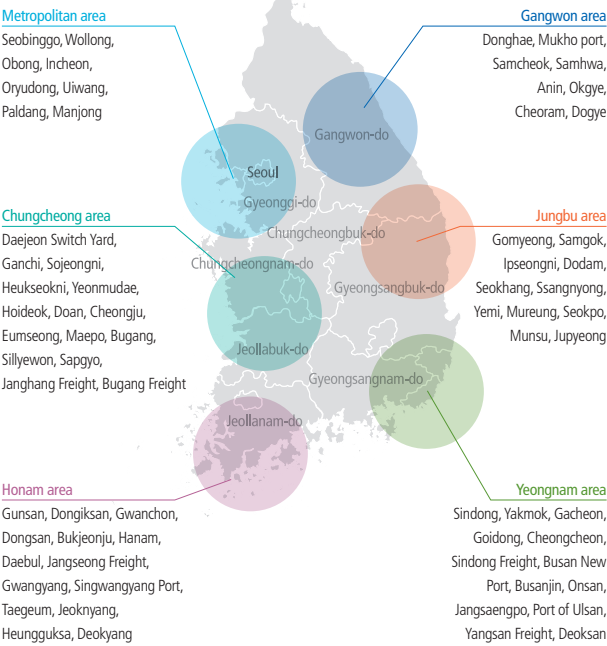 Metropolitan area
Seobinggo, Wollong,
Obong, Incheon,
Oryudong, Uiwang,
Paldang, Manjong
Gangwon area
Donghae, Mukho port,
Samcheok, Samhwa,
Anin, Okgye,
Cheoram, Dogye
Gangwon-do
Seoul
Gyeonggi-do
Chungcheongbuk-do
Chungcheongnam-do
Gyeongsangbuk-do
Jeollabuk-do
Gyeongsangnam-do
Jeollanam-do
Chungcheong area
Daejeon Switch Yard,
Ganchi, Sojeongni,
Heukseokni, Yeonmudae,
Hoideok, Doan, Cheongju,
Eumseong, Maepo, Bugang,
Sillyewon, Sapgyo,
Janghang Freight, Bugang Freight
Jungbu area
Gomyeong, Samgok,
Ipseongni, Dodam,
Seokhang, Ssangnyong,
Yemi, Mureung, Seokpo,
Munsu, Jupyeong
Honam area
Gunsan, Dongiksan, Gwanchon,
Dongsan, Bukjeonju, Hanam,
Daebul, Jangseong Freight,
Gwangyang, Singwangyang Port,
Taegeum, Jeoknyang,
Heungguksa, Deokyang
Yeongnam area
Sindong, Yakmok, Gacheon,
Goidong, Cheongcheon,
Sindong Freight, Busan New
Port, Busanjin, Onsan,
Jangsaengpo, Port of Ulsan,
Yangsan Freight, Deoksan